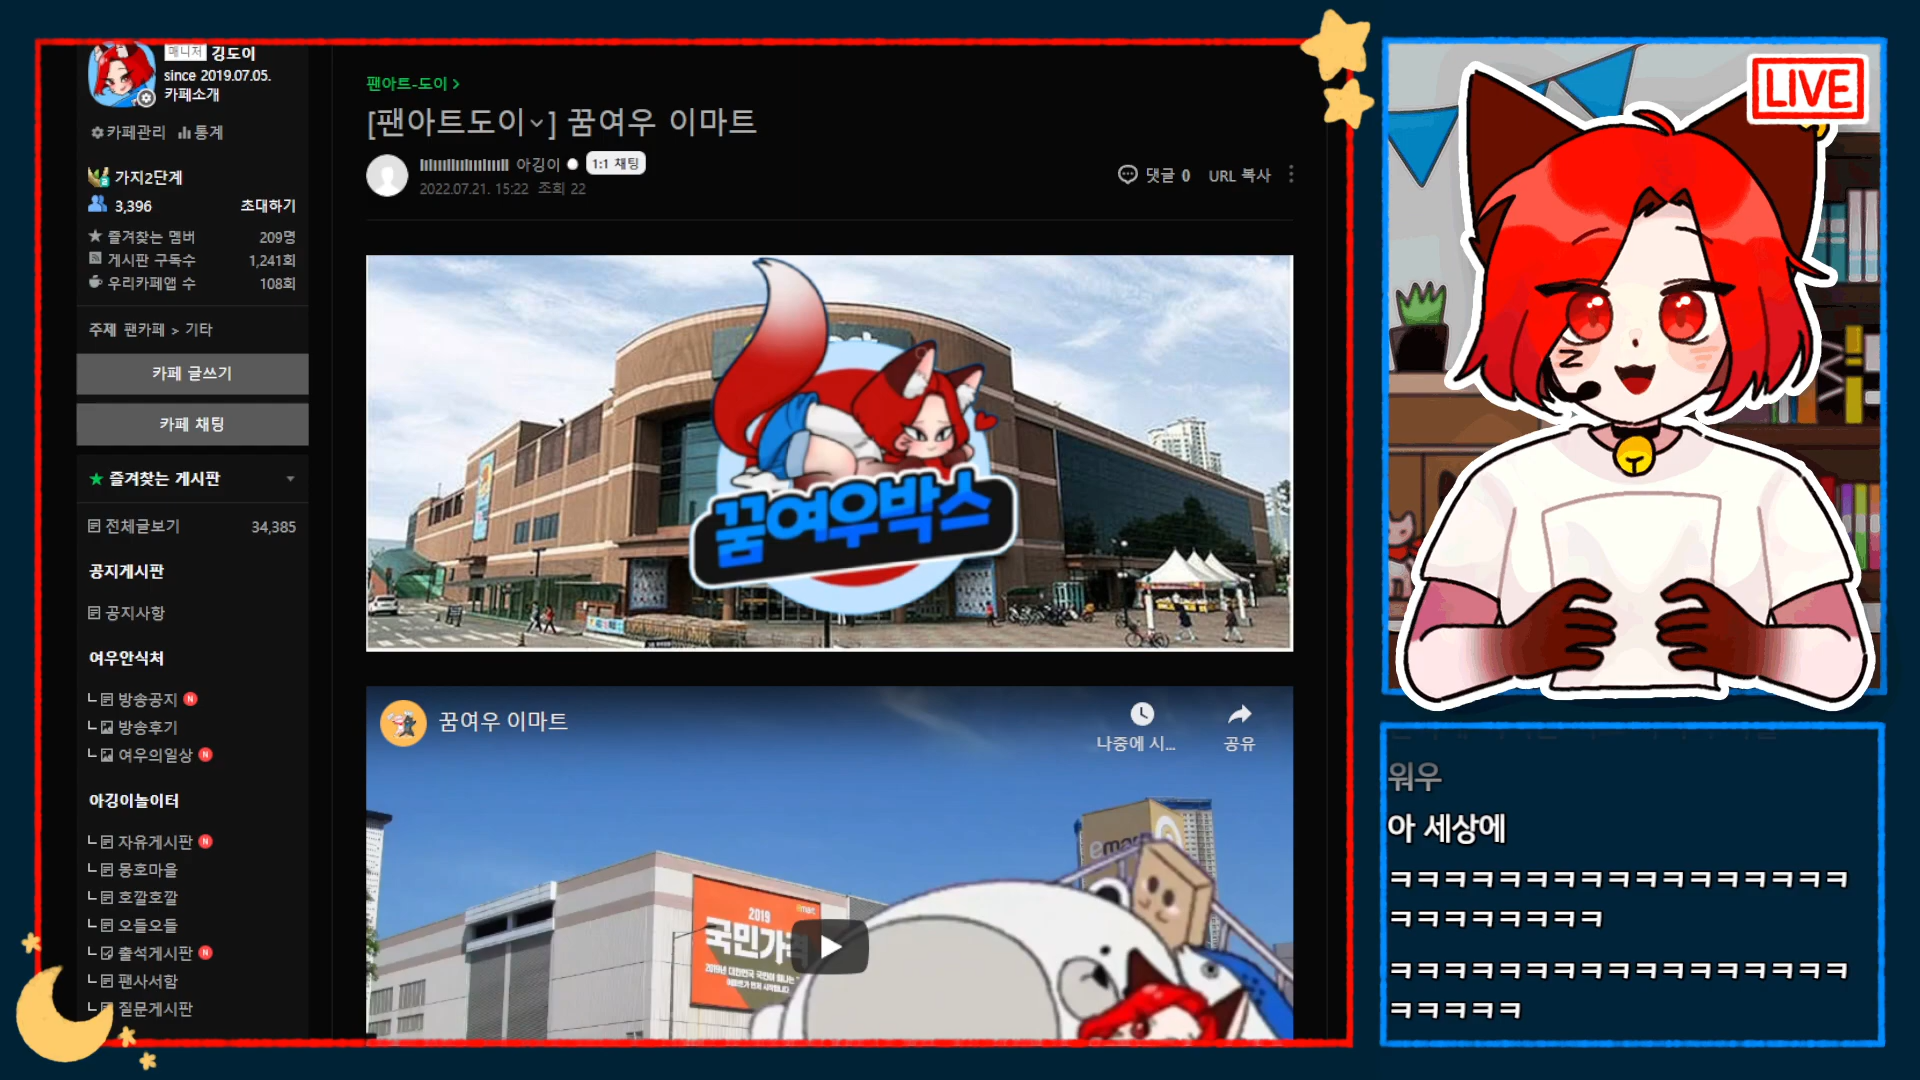 매니저 깅도이
since 2019.07.05.
카페소개
카페관리 통계
가지2단계
3,396 초대하기
즐겨찾는 멤버 209명
게시판 구독수 1,241회
우리카페앱 수 108회
주제 팬카페 > 기타
카페 글쓰기
카페 채팅
즐겨찾는 게시판
전체글보기 34,385
공지게시판
공지사항
여우안식처
방송공지 N
방송후기
여우의일상 N
아깅이놀이터
자유게시판 N
몽호마을
호깔호깔
오들오들
출석게시판 N
팬사서함
질문게시판
팬아트-도이 >
[팬아트도이] 꿈여우 이마트
아깅이 1:1 채팅
2022.07.21. 15:22 조회 22
댓글 0 URL 복사
꿈여우박스
꿈여우 이마트
나중에 시...
공유
emart
2019
국민가격
LIVE
워우
아 세상에
ㅋㅋㅋㅋㅋㅋㅋㅋㅋㅋㅋㅋㅋㅋㅋㅋㅋ
ㅋㅋㅋㅋㅋㅋㅋㅋ
ㅋㅋㅋㅋㅋㅋㅋㅋㅋㅋㅋㅋㅋㅋㅋㅋㅋ
ㅋㅋㅋㅋㅋ